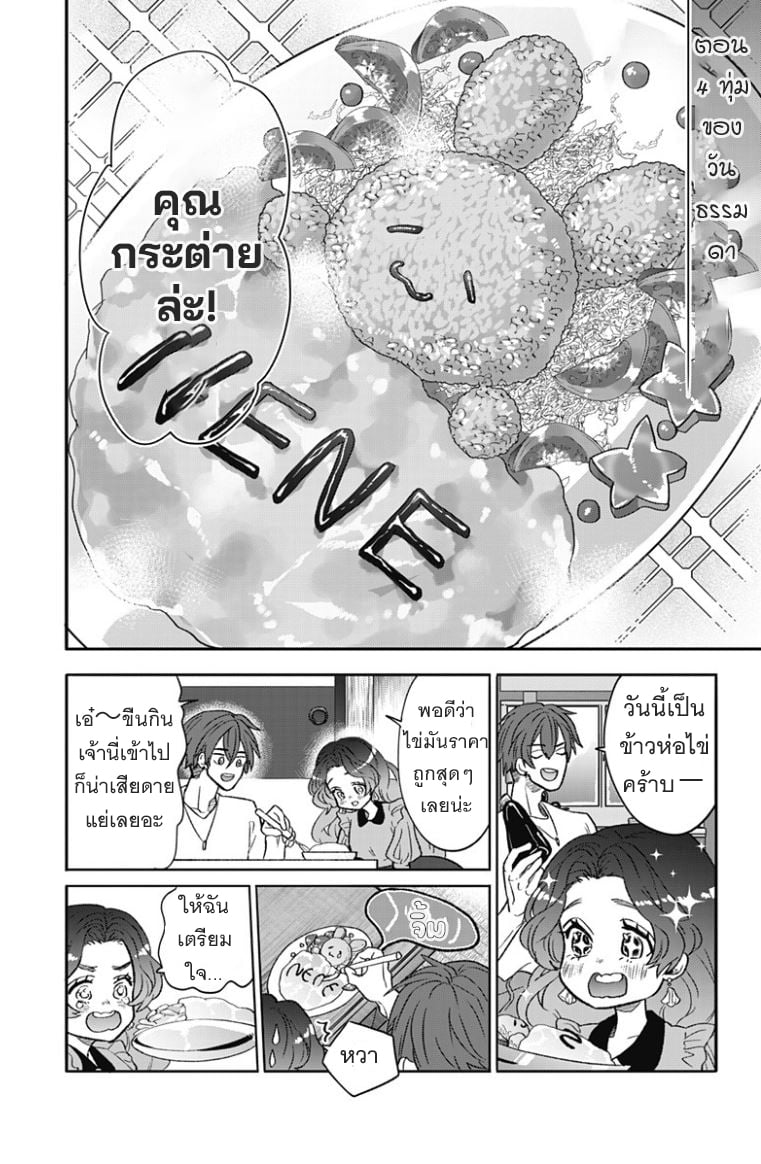 ตอน
4 ทุ่ม
ของ
วัน
ธรรม
ดา
คุณ
กระต่าย
ล่ะ!
NENE
วันนี้เป็น
ข้าวห่อไข่
คร้าบ —
พอดีว่า
ไข่มันราคา
ถูกสุดๆ
เลยน่ะ
เอ๋～ขืนกิน
เจ้านี่เข้าไป
ก็น่าเสียดาย
แย่เลยอะ
จิ้ม
NENE
หวา
ให้ฉัน
เตรียม
ใจ...